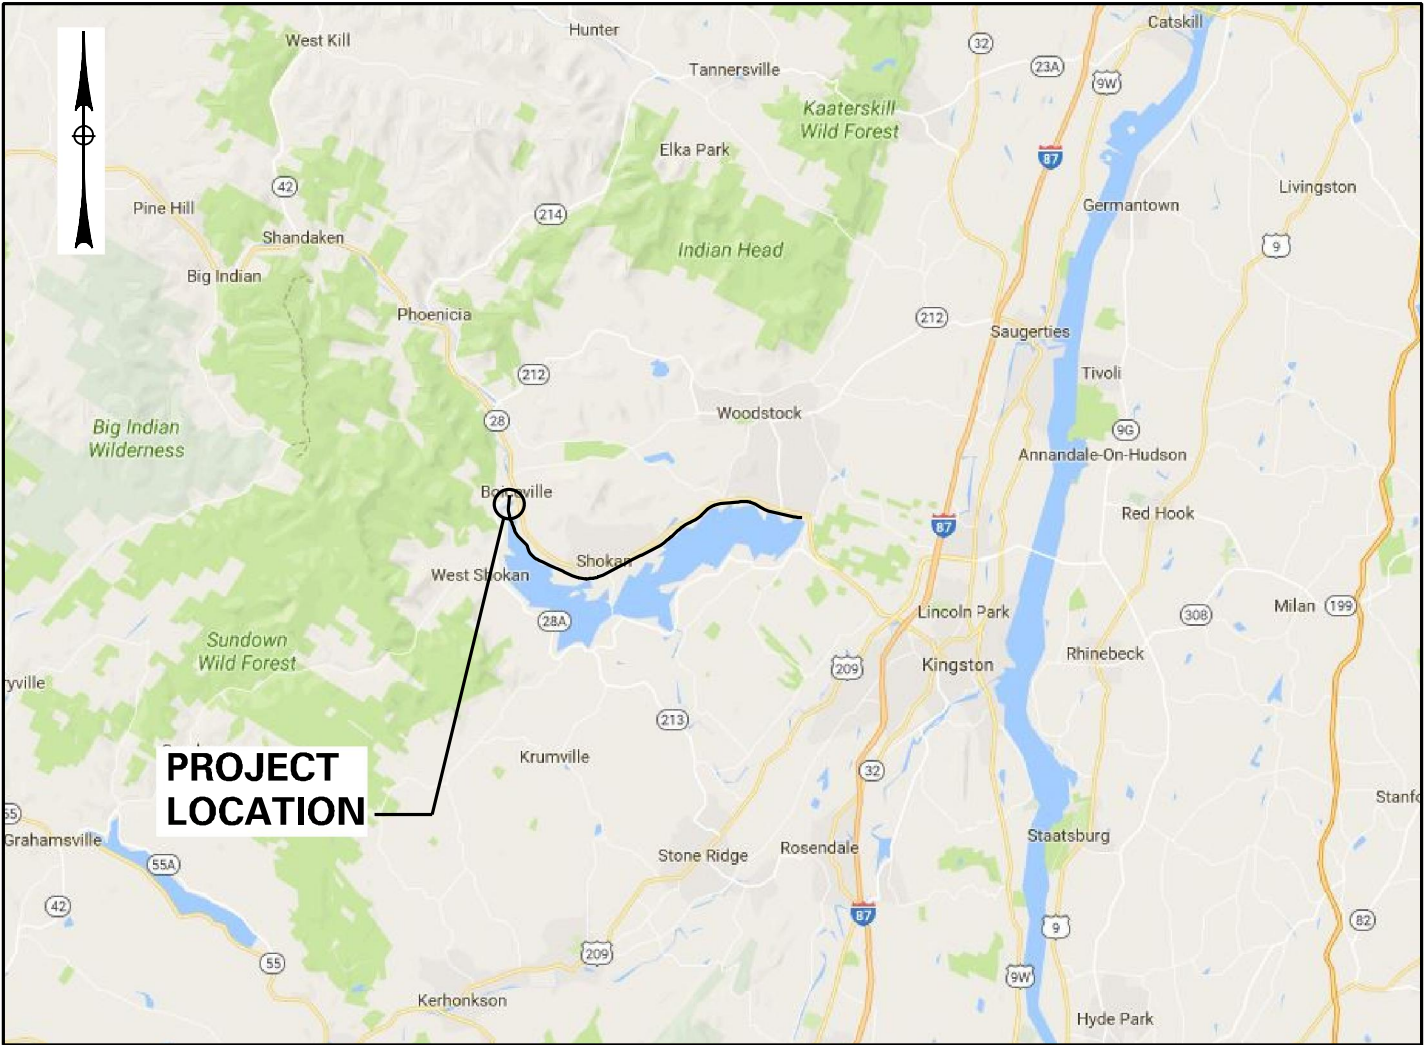 Catskill
Hunter
West Kill
32
23A
Tannersville
9W
Kaaterskill
Wild Forest
Elka Park
87
42
Livingston
Pine Hill
214
Germantown
Shandaken
Indian Head
9
Big Indian
Phoenicia
212
Saugerties
212
Tivoli
Woodstock
28
Big Indian
Wilderness
9G
Annandale-On-Hudson
Boiceville
Red Hook
87
Shokan
West Shokan
Lincoln Park
Milan
199
308
28A
Sundown
Wild Forest
Rhinebeck
Kingston
209
ryville
213
Krumville
PROJECT
LOCATION
32
Stanfo
55
Grahamsville
Staatsburg
Rosendale
Stone Ridge
55A
42
87
82
9
209
55
9W
Kerhonkson
Hyde Park